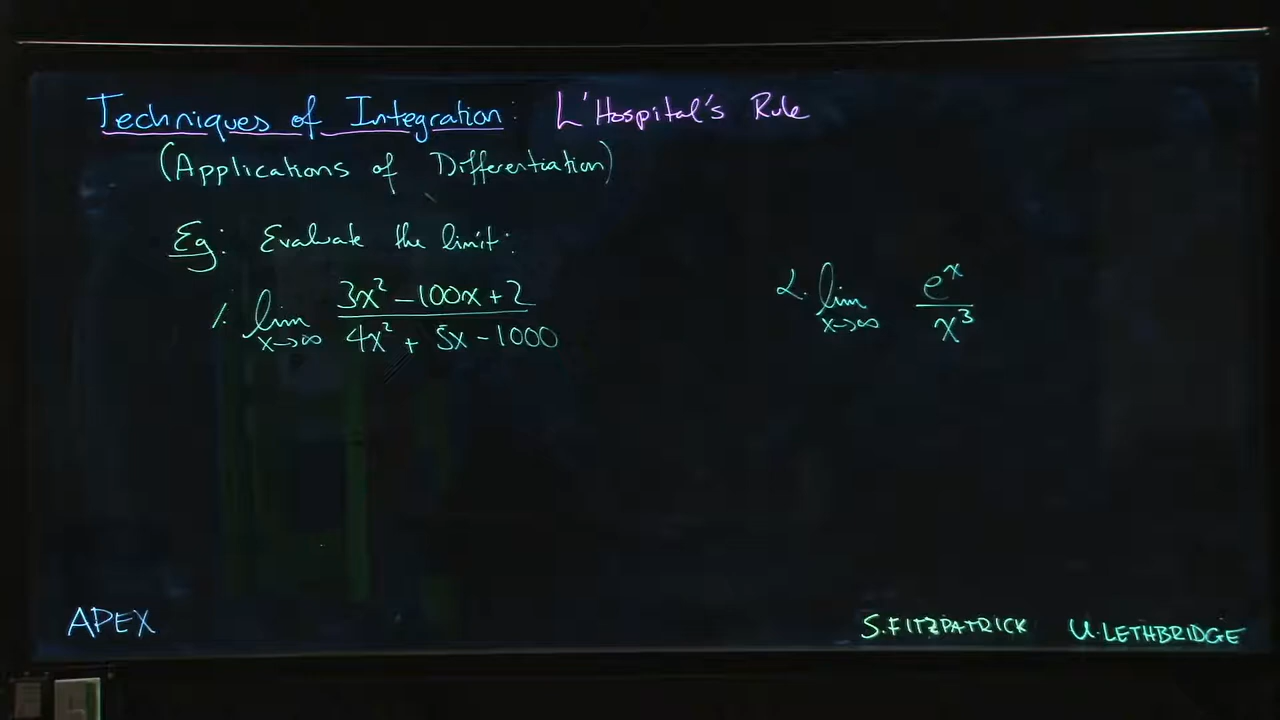 Techniques of Integration: L'Hospital's Rule
(Applications of Differentiation)
Eg: Evaluate the limit:
1. lim x→∞ (3x² − 100x + 2)/(4x² + 5x − 1000)
2. lim x→∞ e^x/x³
APEX
S. FITZPATRICK U. LETHBRIDGE